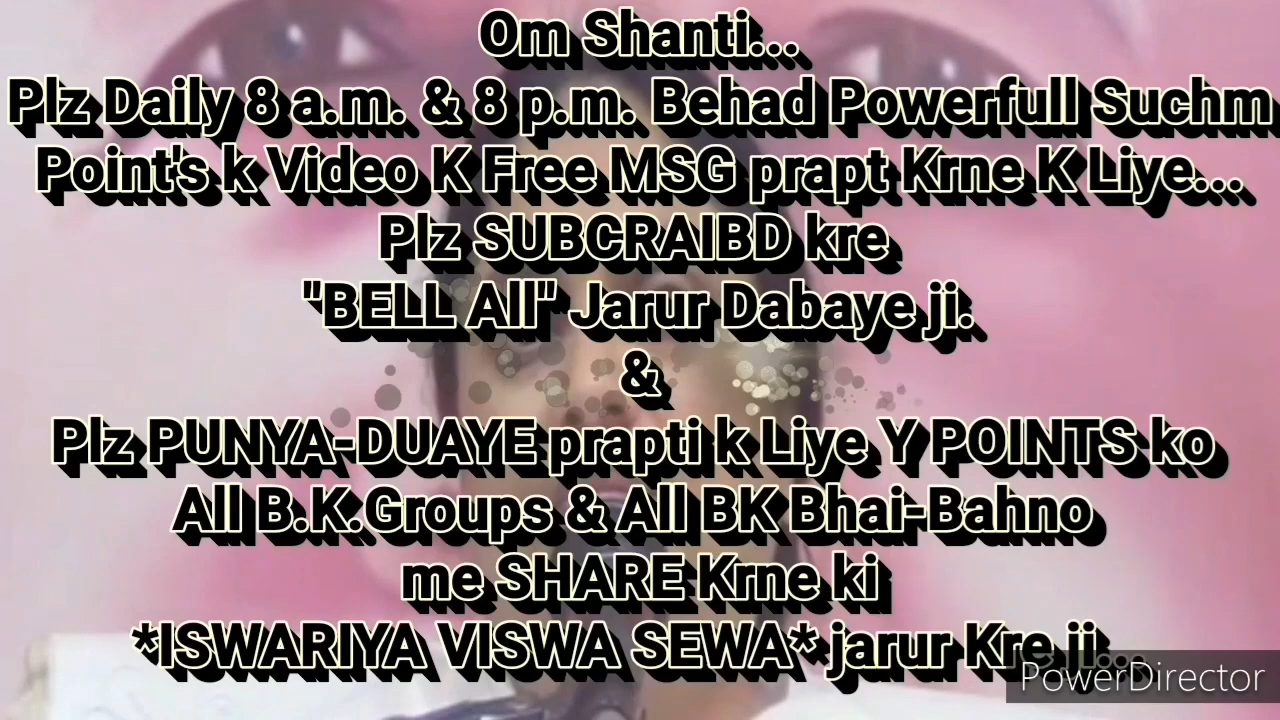 Om Shanti...
Plz Daily 8 a.m. & 8 p.m. Behad Powerfull Suchm
Point's k Video K Free MSG prapt Krne K Liye...
Plz SUBCRAIBD kre
"BELL All" Jarur Dabaye ji.
&
Plz PUNYA-DUAYE prapti k Liye Y POINTS ko
All B.K.Groups & All BK Bhai-Bahno
me SHARE Krne ki
*ISWARIYA VISWA SEWA* jarur Kre ji...
PowerDirector